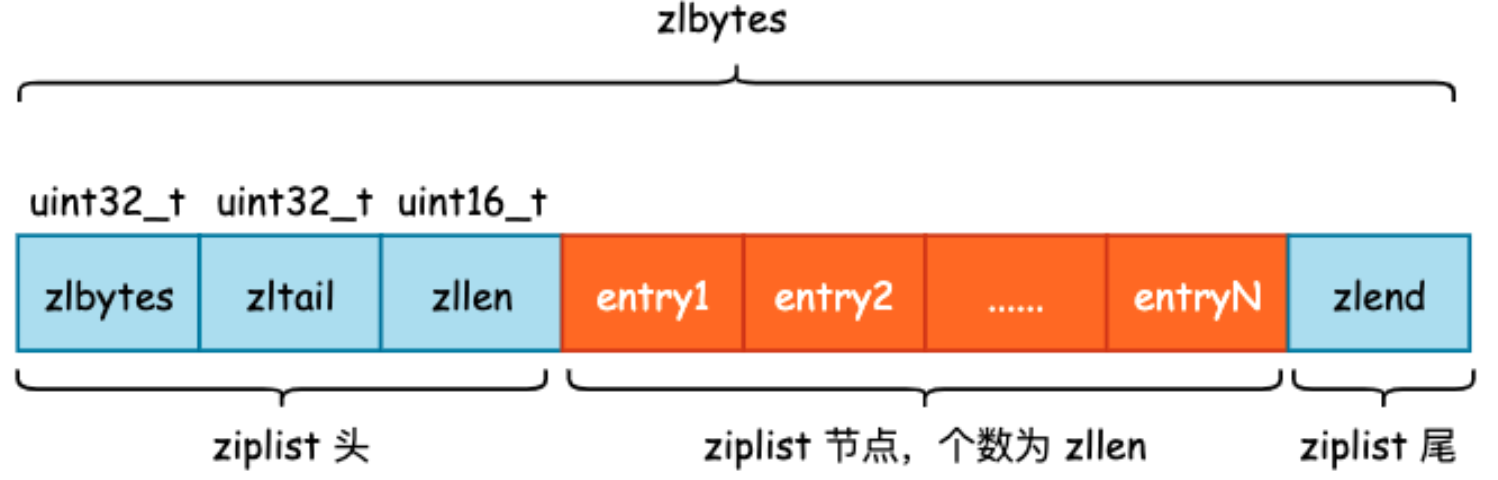 zlbytes
uint32_t uint32_t uint16_t
zlbytes zltail zllen entry1 entry2 ...... entryN zlend
ziplist 头 ziplist 节点，个数为 zllen ziplist 尾